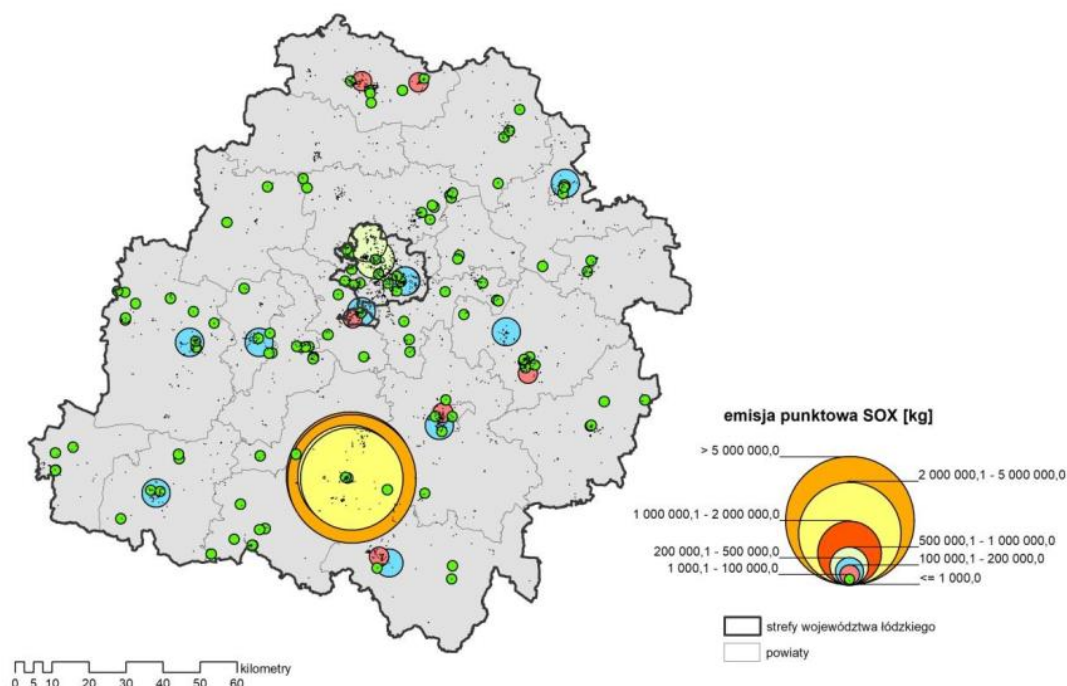 emisja punktowa SOX [kg]
> 5 000 000,0
2 000 000,1 - 5 000 000,0
1 000 000,1 - 2 000 000,0
500 000,1 - 1 000 000,0
200 000,1 - 500 000,0
100 000,1 - 200 000,0
1 000,1 - 100 000,0
<= 1 000,0
strefy województwa łódzkiego
powiaty
kilometry
0 5 10 20 30 40 50 60